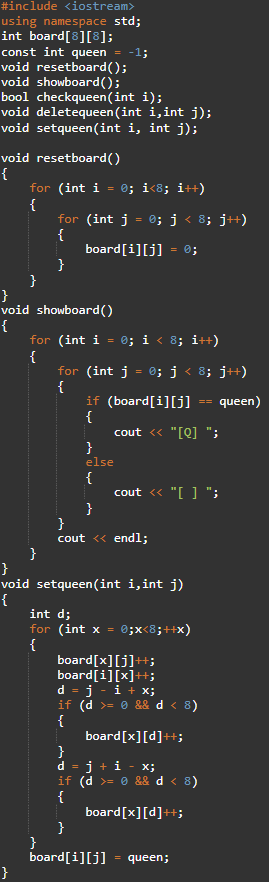 #include <iostream>
using namespace std;
int board[8][8];
const int queen = -1;
void resetboard();
void showboard();
bool checkqueen(int i);
void deletequeen(int i,int j);
void setqueen(int i, int j);

void resetboard()
{
    for (int i = 0; i<8; i++)
    {
        for (int j = 0; j < 8; j++)
        {
            board[i][j] = 0;
        }
    }
}
void showboard()
{
    for (int i = 0; i < 8; i++)
    {
        for (int j = 0; j < 8; j++)
        {
            if (board[i][j] == queen)
            {
                cout << "[Q] ";
            }
            else
            {
                cout << "[ ] ";
            }
        }
        cout << endl;
    }
}
void setqueen(int i,int j)
{
    int d;
    for (int x = 0;x<8;++x)
    {
        board[x][j]++;
        board[i][x]++;
        d = j - i + x;
        if (d >= 0 && d < 8)
        {
            board[x][d]++;
        }
        d = j + i - x;
        if (d >= 0 && d < 8)
        {
            board[x][d]++;
        }
    }
    board[i][j] = queen;
}